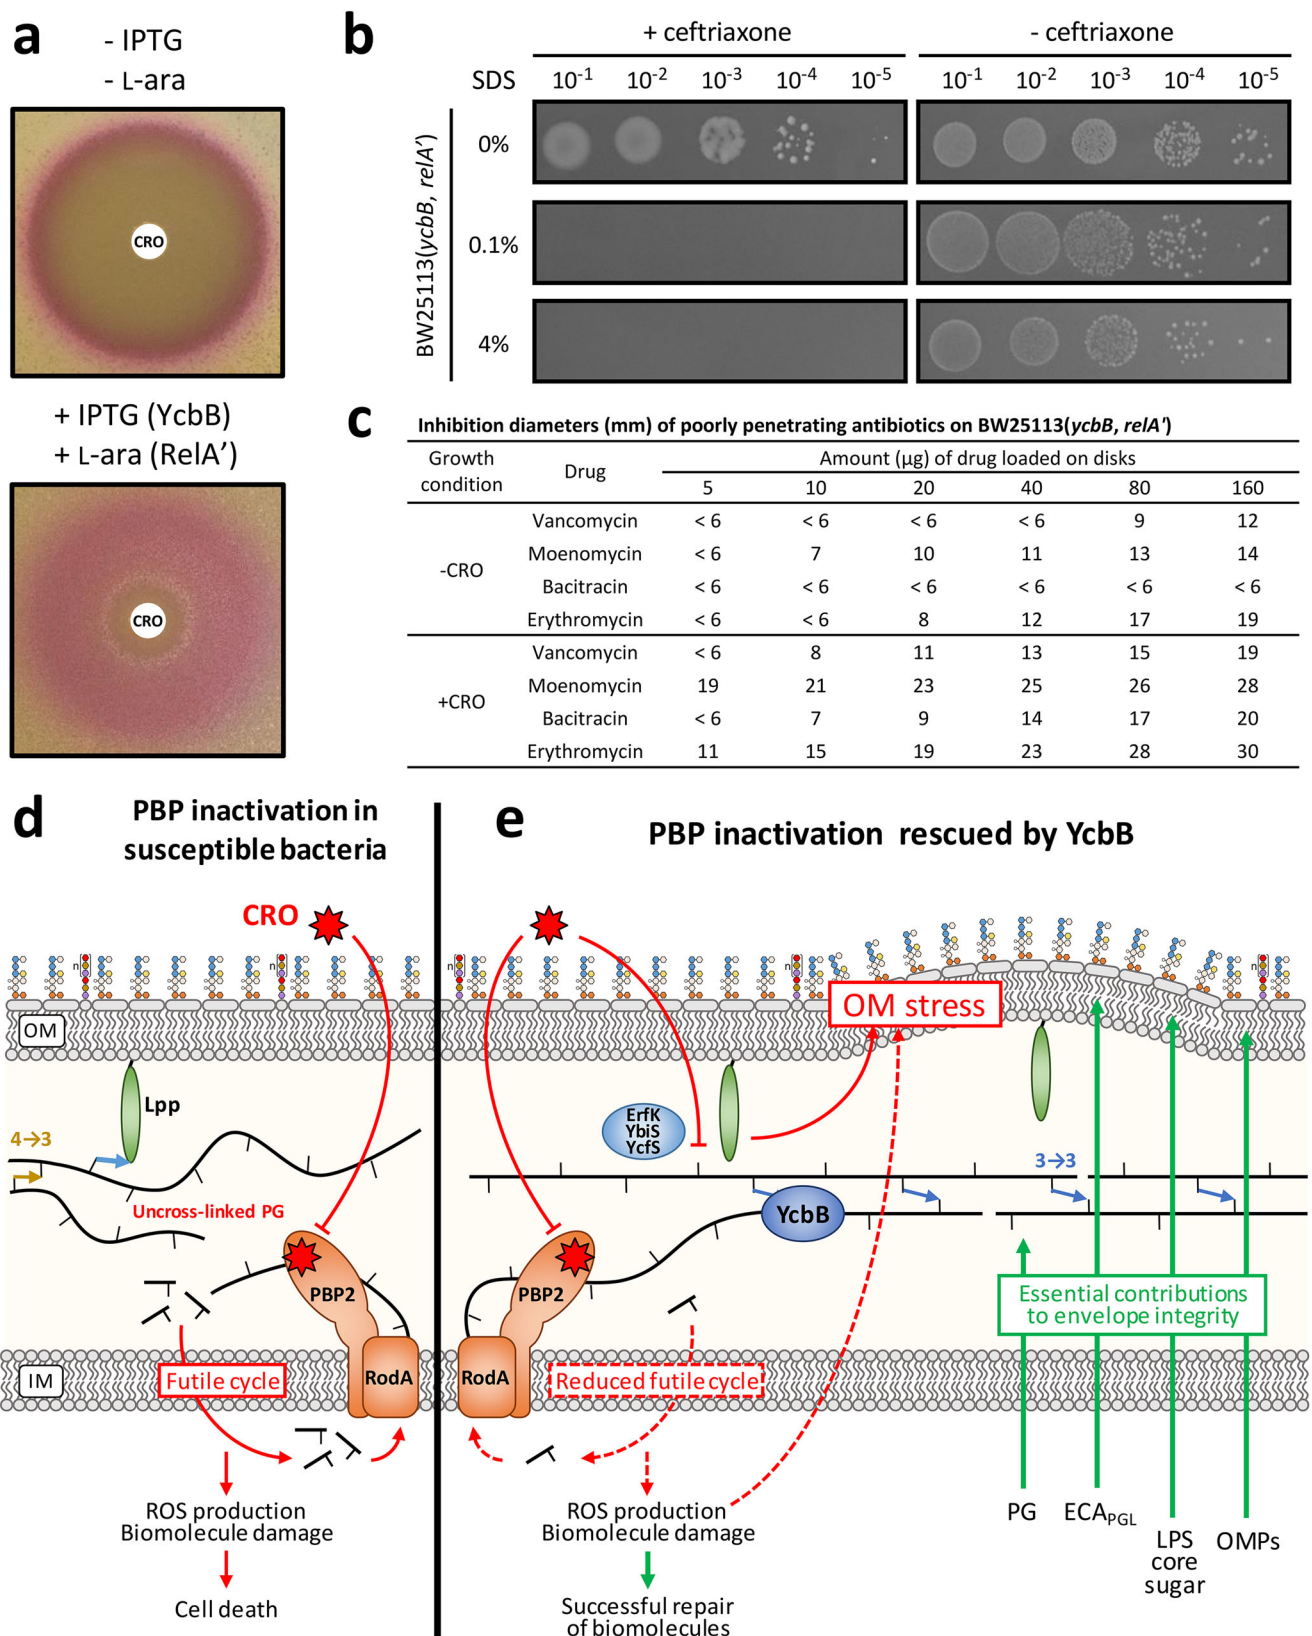 a
- IPTG
- L-ara
CRO
+ IPTG (YcbB)
+ L-ara (RelA’)
CRO
b
+ ceftriaxone
- ceftriaxone
SDS 10-1 10-2 10-3 10-4 10-5 10-1 10-2 10-3 10-4 10-5
BW25113(ycbB, relA’)
0%
0.1%
4%
c
Inhibition diameters (mm) of poorly penetrating antibiotics on BW25113(ycbB, relA’)
Growth condition Drug Amount (µg) of drug loaded on disks
5 10 20 40 80 160
-CRO
Vancomycin < 6 < 6 < 6 < 6 9 12
Moenomycin < 6 7 10 11 13 14
Bacitracin < 6 < 6 < 6 < 6 < 6 < 6
Erythromycin < 6 < 6 8 12 17 19
+CRO
Vancomycin < 6 8 11 13 15 19
Moenomycin 19 21 23 25 26 28
Bacitracin < 6 7 9 14 17 20
Erythromycin 11 15 19 23 28 30
d
PBP inactivation in
susceptible bacteria
CRO
n
n
OM
Lpp
4→3
Uncross-linked PG
PBP2
RodA
IM
Futile cycle
ROS production
Biomolecule damage
Cell death
e
PBP inactivation rescued by YcbB
n
n
n
OM stress
ErfK
YbiS
YcfS
3→3
YcbB
PBP2
RodA
Reduced futile cycle
Essential contributions
to envelope integrity
ROS production
Biomolecule damage
Successful repair
of biomolecules
PG
ECAPGL
LPS
core
sugar
OMPs